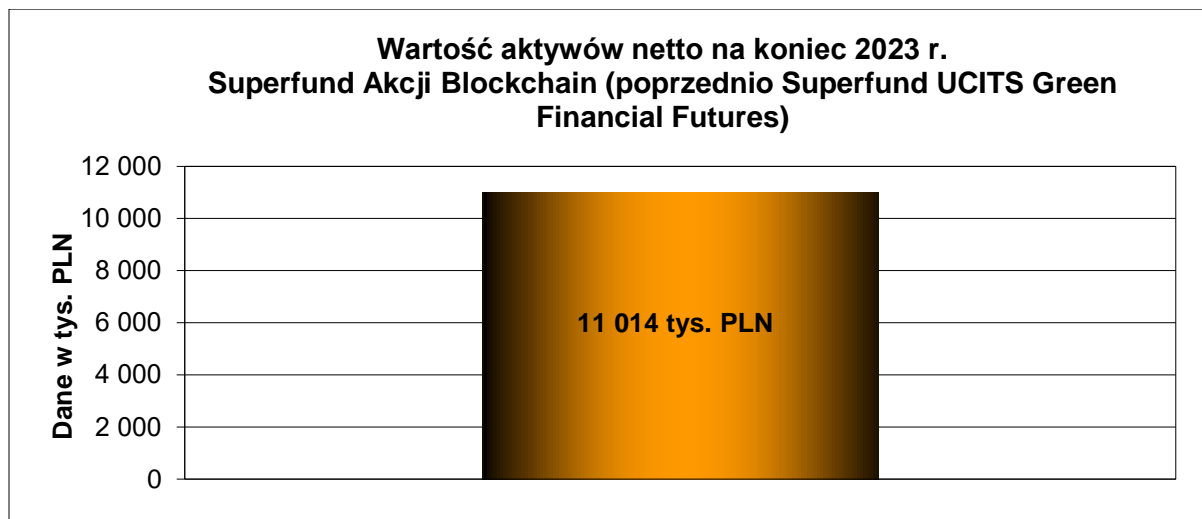 Wartość aktywów netto na koniec 2023 r.
Superfund Akcji Blockchain (poprzednio Superfund UCITS Green
Financial Futures)
Dane w tys. PLN
12 000
10 000
8 000
6 000
4 000
2 000
0
11 014 tys. PLN